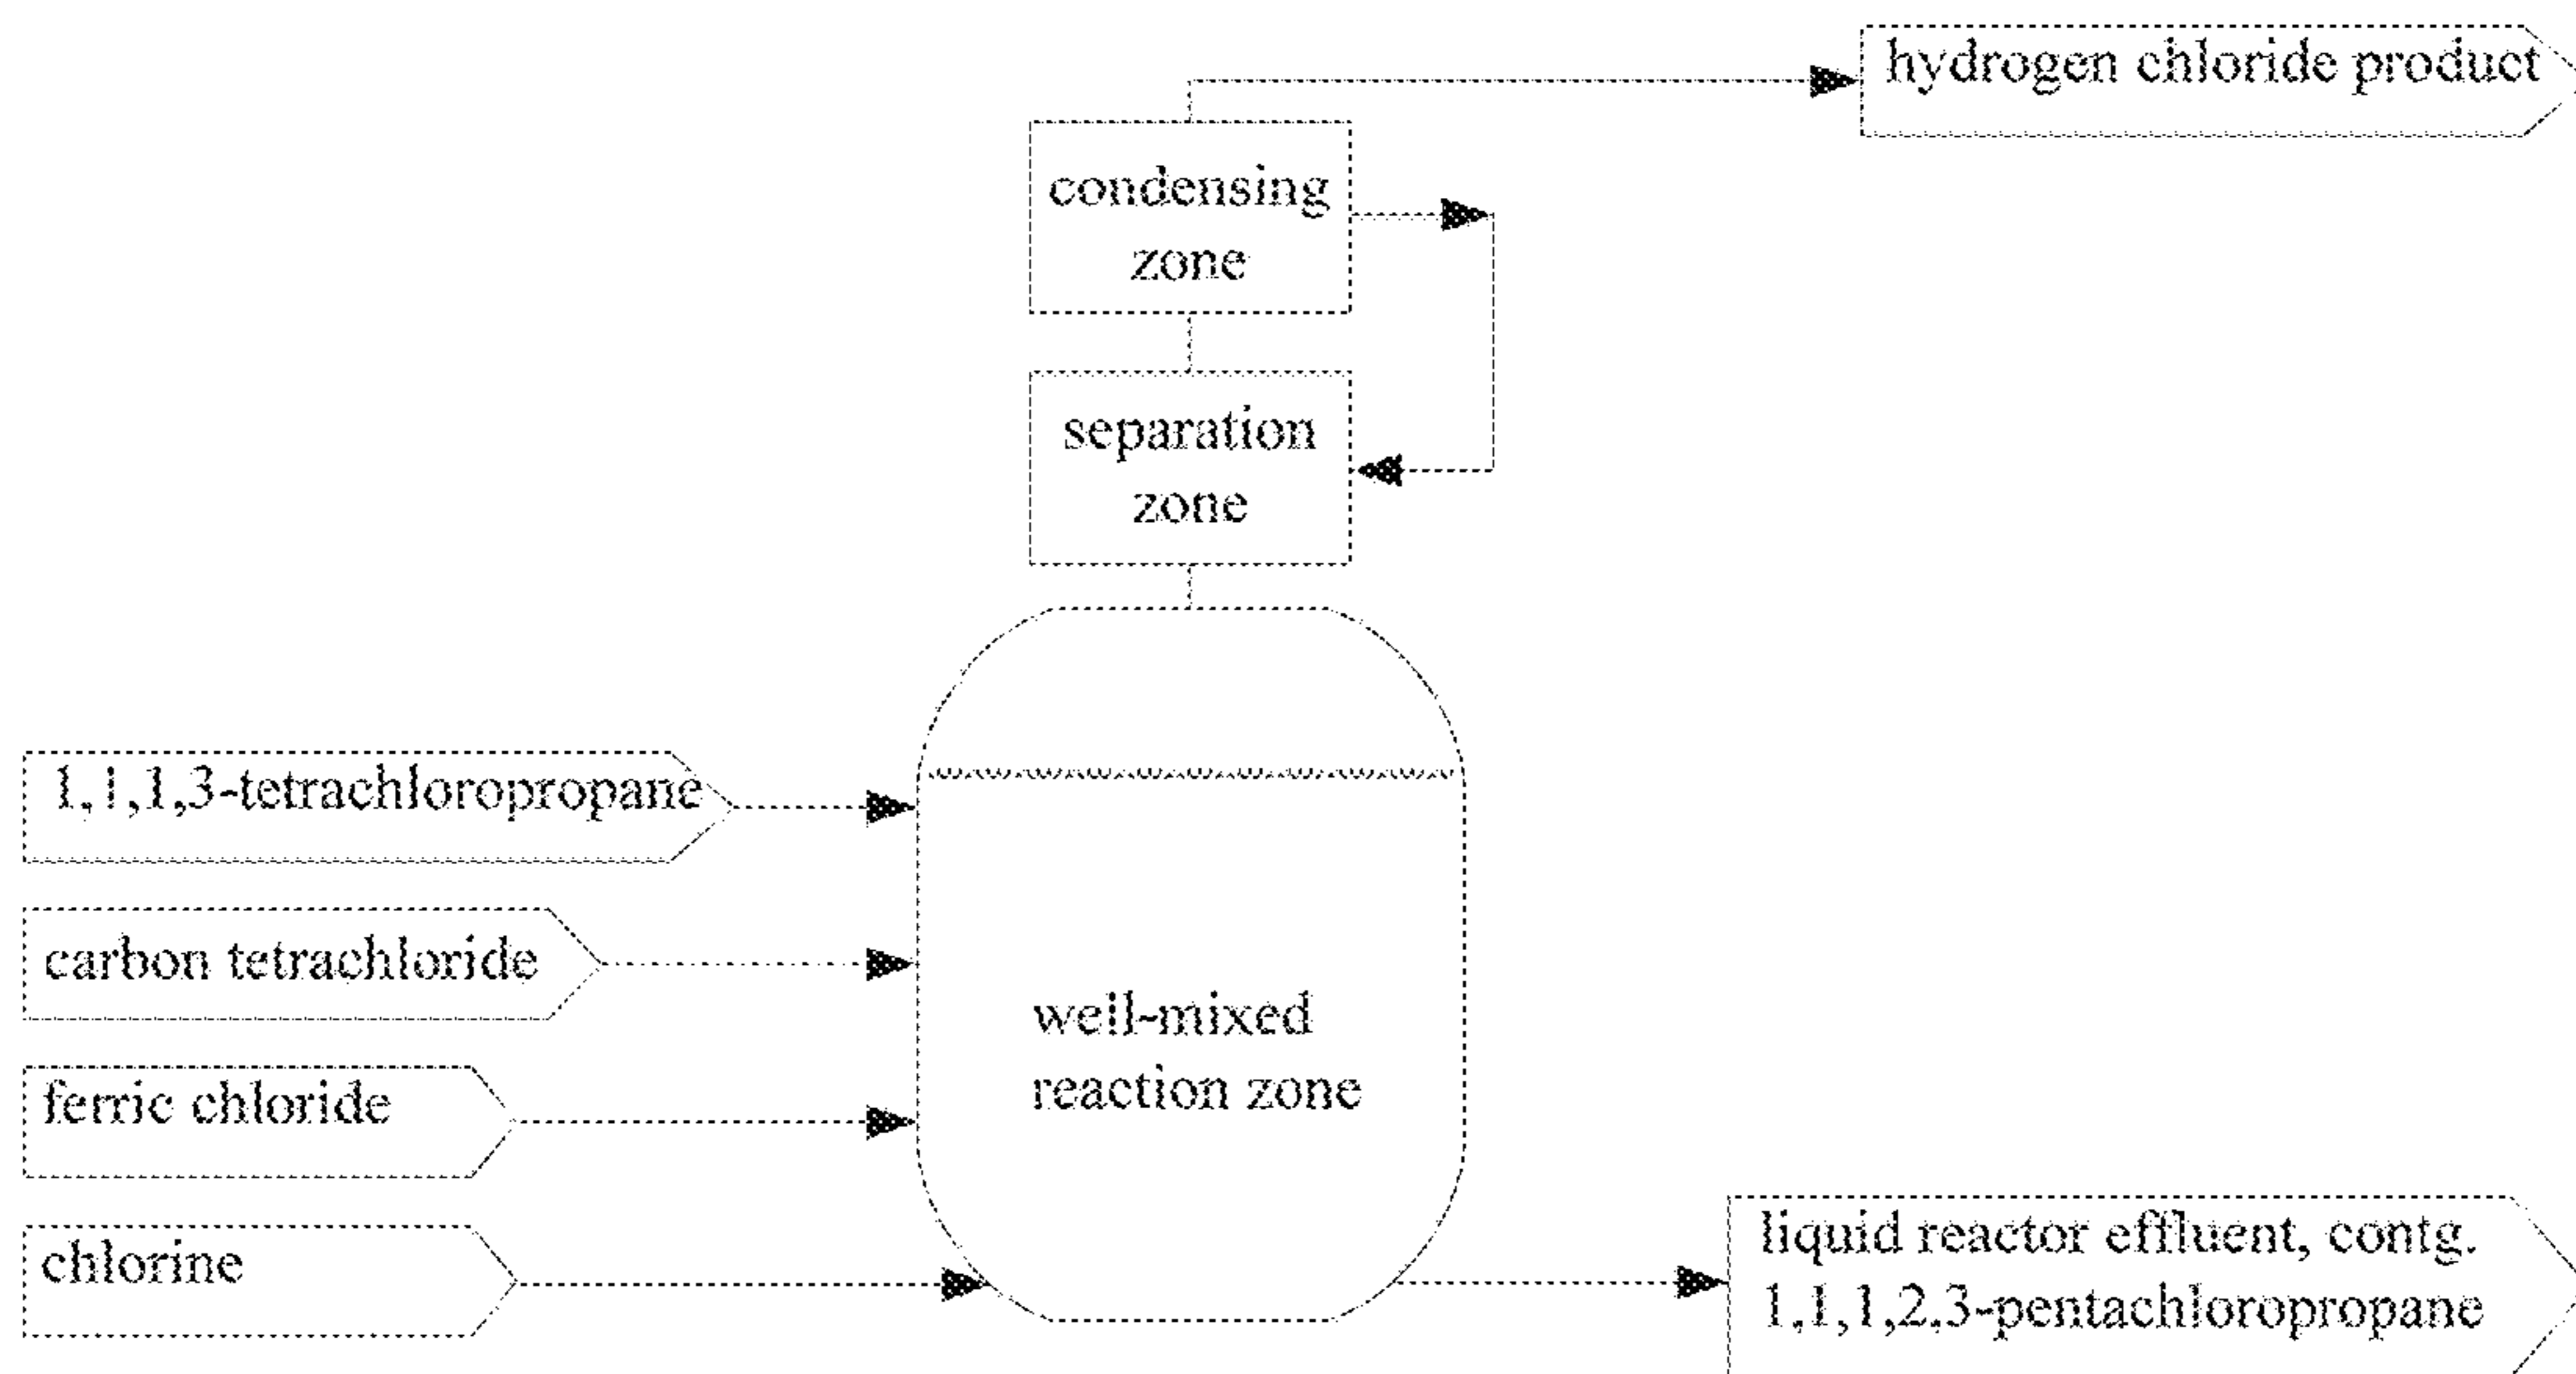 hydrogen chloride product
condensing
zone
separation
zone
1,1,1,3-tetrachloropropane
carbon tetrachloride
well-mixed
reaction zone
ferric chloride
chlorine
liquid reactor effluent, contg.
1,1,1,2,3-pentachloropropane